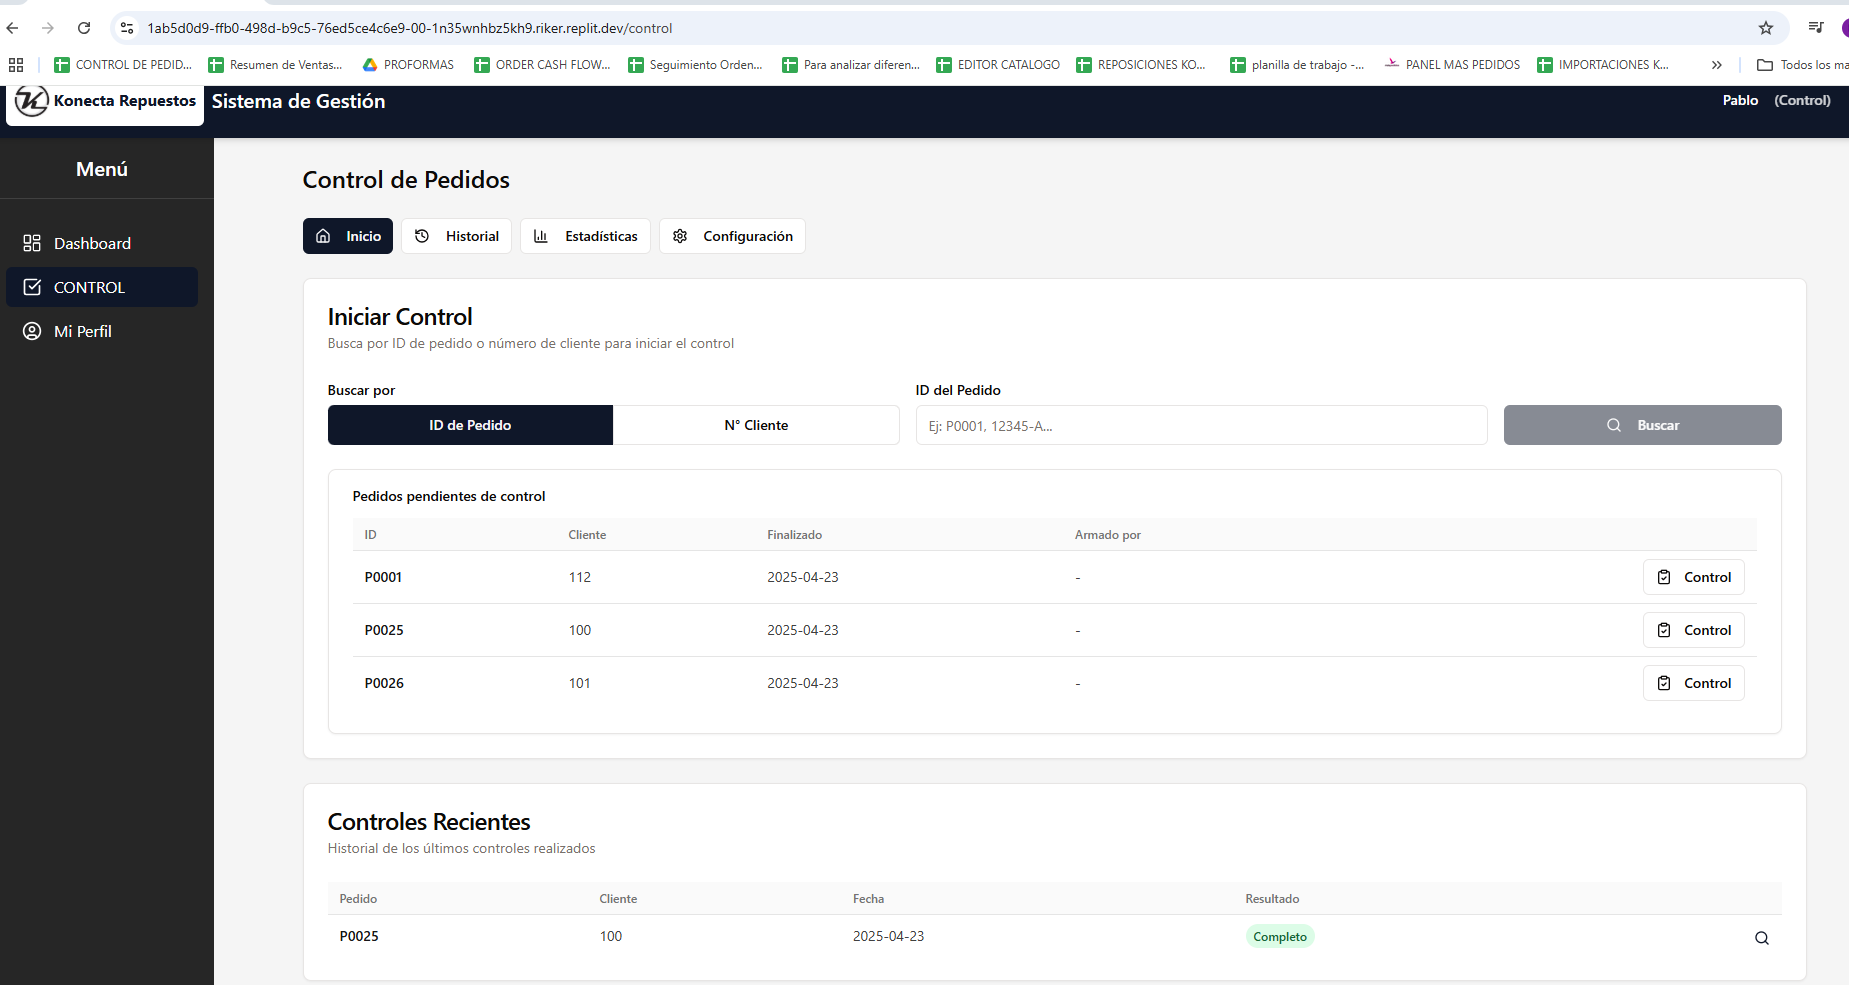 1ab5d0d9-ffb0-498d-b9c5-76ed5ce4c6e9-00-1n35wnhbz5kh9.riker.replit.dev/control
CONTROL DE PEDID... Resumen de Ventas... PROFORMAS ORDER CASH FLOW... Seguimiento Orden... Para analizar diferen... EDITOR CATALOGO REPOSICIONES KO... planilla de trabajo -... PANEL MAS PEDIDOS IMPORTACIONES K... » Todos los ma
Konecta Repuestos Sistema de Gestión Pablo (Control)
Menú
Dashboard
CONTROL
Mi Perfil
Control de Pedidos
Inicio Historial Estadísticas Configuración
Iniciar Control
Busca por ID de pedido o número de cliente para iniciar el control
Buscar por ID del Pedido
ID de Pedido N° Cliente Ej: P0001, 12345-A... Buscar
Pedidos pendientes de control
ID Cliente Finalizado Armado por
P0001 112 2025-04-23 - Control
P0025 100 2025-04-23 - Control
P0026 101 2025-04-23 - Control
Controles Recientes
Historial de los últimos controles realizados
Pedido Cliente Fecha Resultado
P0025 100 2025-04-23 Completo